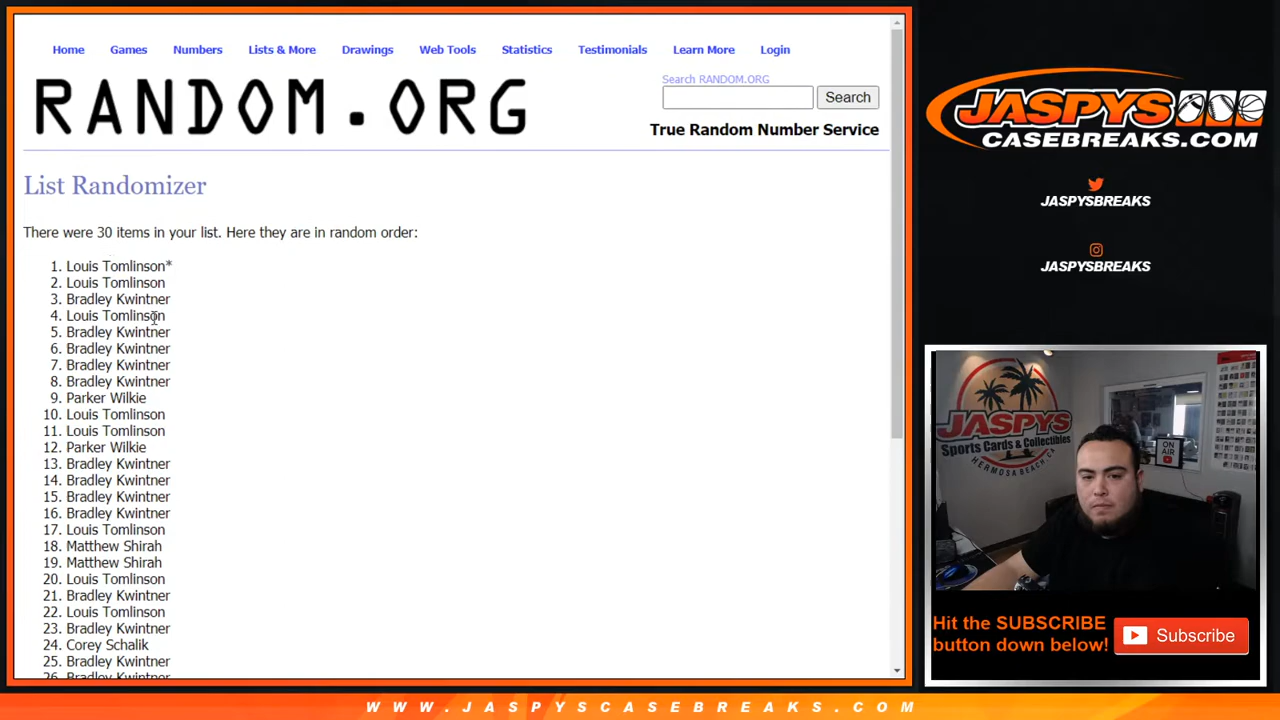 Home Games Numbers Lists & More Drawings Web Tools Statistics Testimonials Learn More Login
RANDOM.ORG
Search RANDOM.ORG
Search
True Random Number Service
List Randomizer
There were 30 items in your list. Here they are in random order:
1. Louis Tomlinson*
2. Louis Tomlinson
3. Bradley Kwintner
4. Louis Tomlinson
5. Bradley Kwintner
6. Bradley Kwintner
7. Bradley Kwintner
8. Bradley Kwintner
9. Parker Wilkie
10. Louis Tomlinson
11. Louis Tomlinson
12. Parker Wilkie
13. Bradley Kwintner
14. Bradley Kwintner
15. Bradley Kwintner
16. Bradley Kwintner
17. Louis Tomlinson
18. Matthew Shirah
19. Matthew Shirah
20. Louis Tomlinson
21. Bradley Kwintner
22. Louis Tomlinson
23. Bradley Kwintner
24. Corey Schalik
25. Bradley Kwintner
26. Bradley Kwintner
JASPYS
CASEBREAKS.COM
JASPYSBREAKS
JASPYSBREAKS
JASPYS
Sports Cards & Collectibles
HERMOSA BEACH, CA
ON AIR
Hit the SUBSCRIBE
button down below!
Subscribe
WWW.JASPYSCASEBREAKS.COM